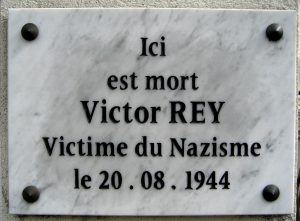 Ici
est mort
Victor REY
Victime du Nazisme
le 20 . 08 . 1944